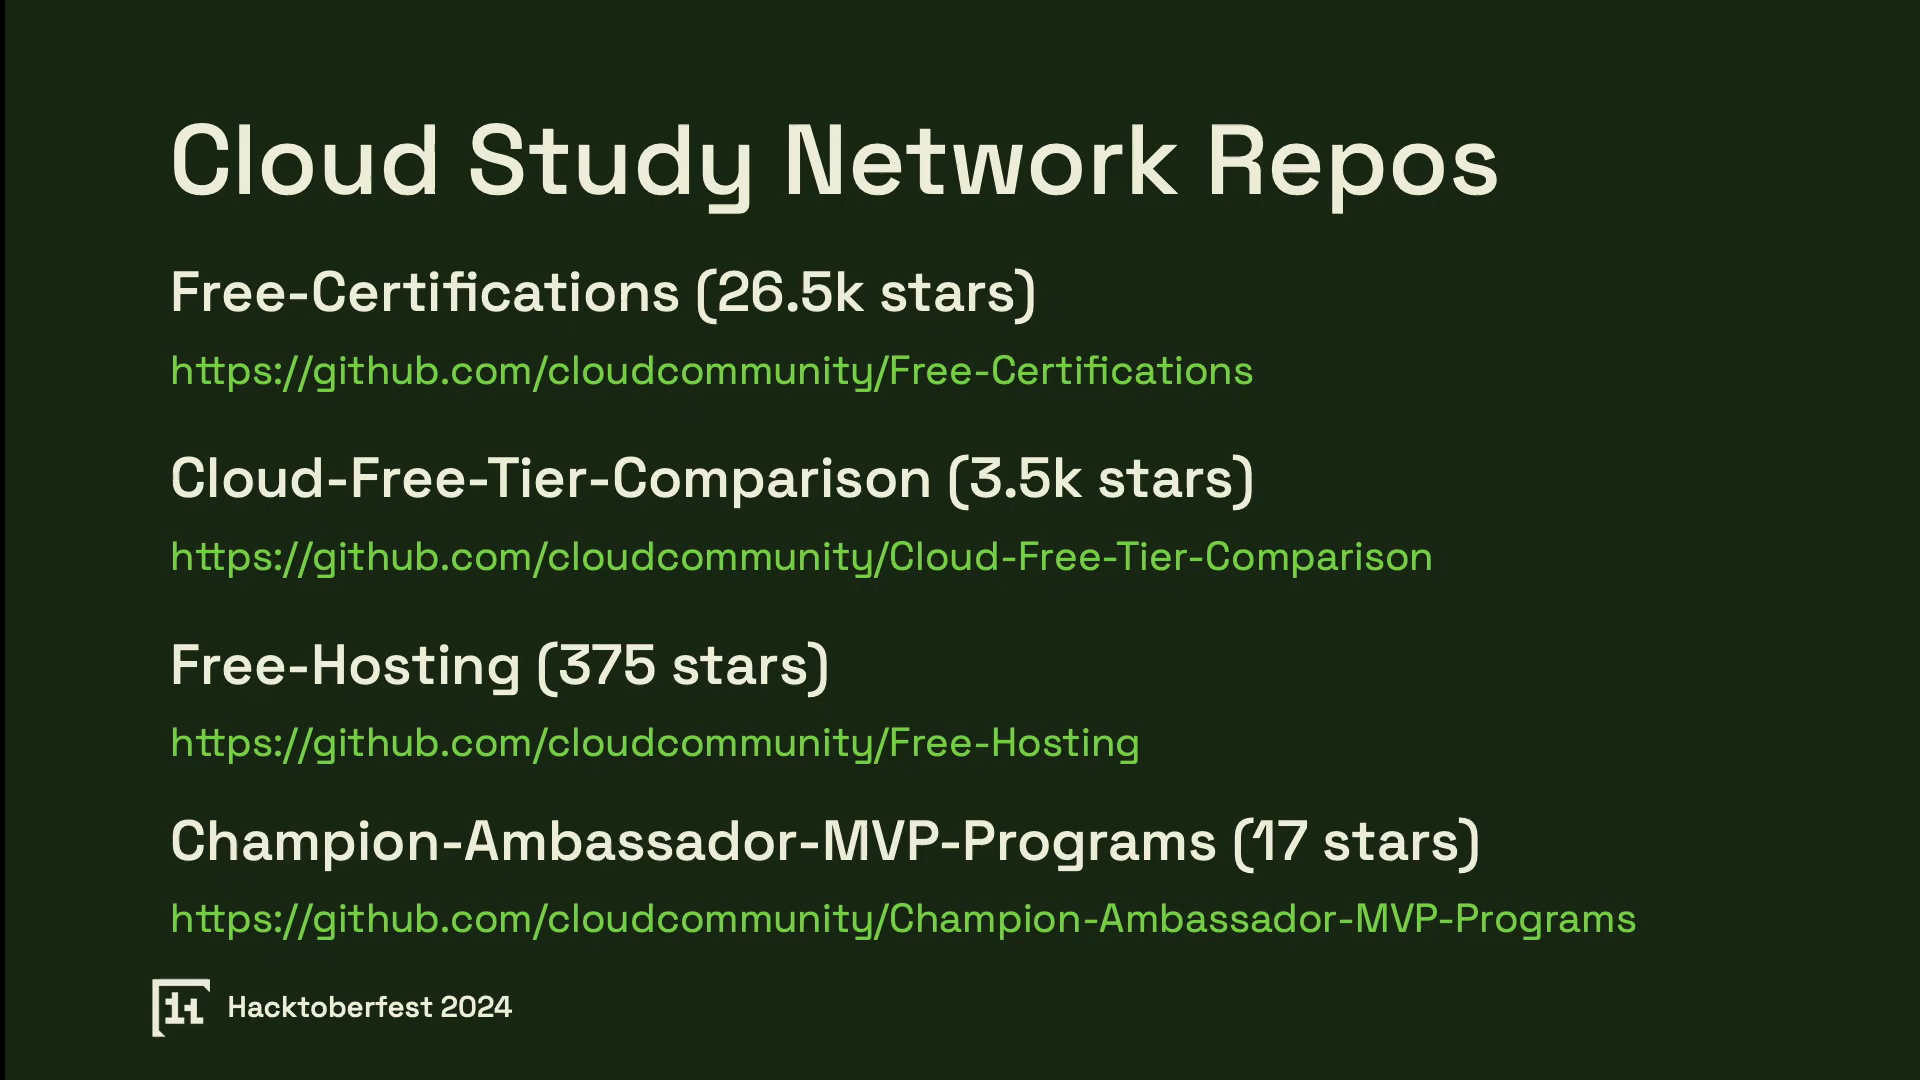 Cloud Study Network Repos
Free-Certifications (26.5k stars)
https://github.com/cloudcommunity/Free-Certifications
Cloud-Free-Tier-Comparison (3.5k stars)
https://github.com/cloudcommunity/Cloud-Free-Tier-Comparison
Free-Hosting (375 stars)
https://github.com/cloudcommunity/Free-Hosting
Champion-Ambassador-MVP-Programs (17 stars)
https://github.com/cloudcommunity/Champion-Ambassador-MVP-Programs
Hacktoberfest 2024